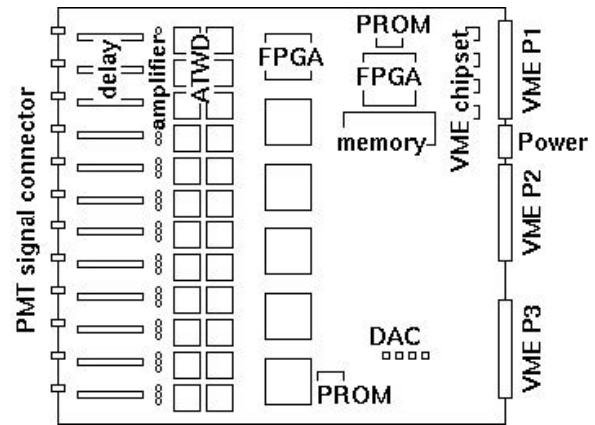 PMT signal connector
delay
amplifier
ATWD
FPGA
PROM
FPGA
memory
VME chipset
VME P1
Power
VME P2
VME P3
DAC
PROM